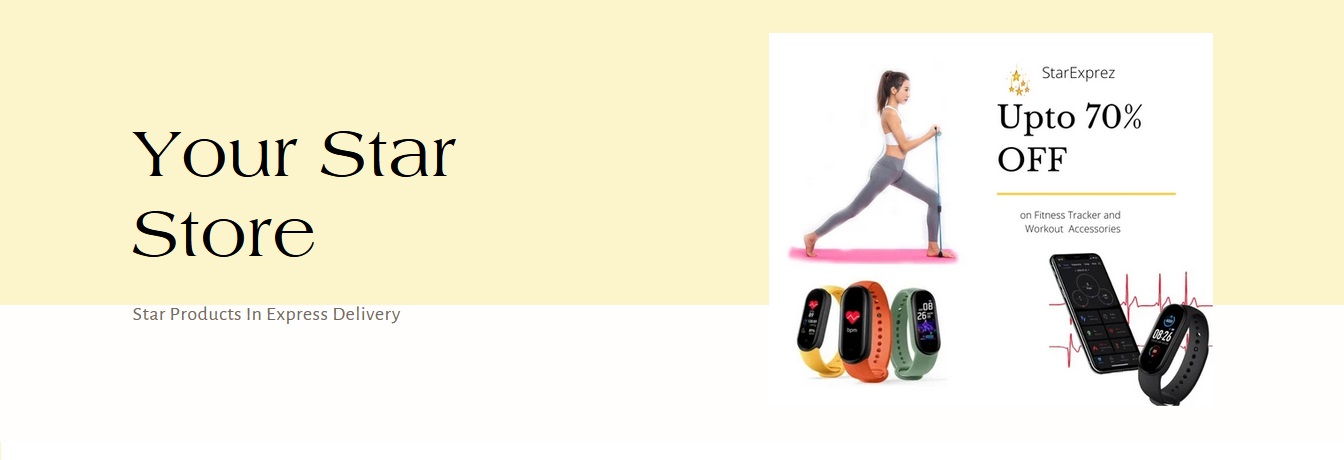 Your Star
Store
Star Products In Express Delivery
StarExprez
Upto 70%
OFF
on Fitness Tracker and
Workout Accessories
bpm
08
26
08:26